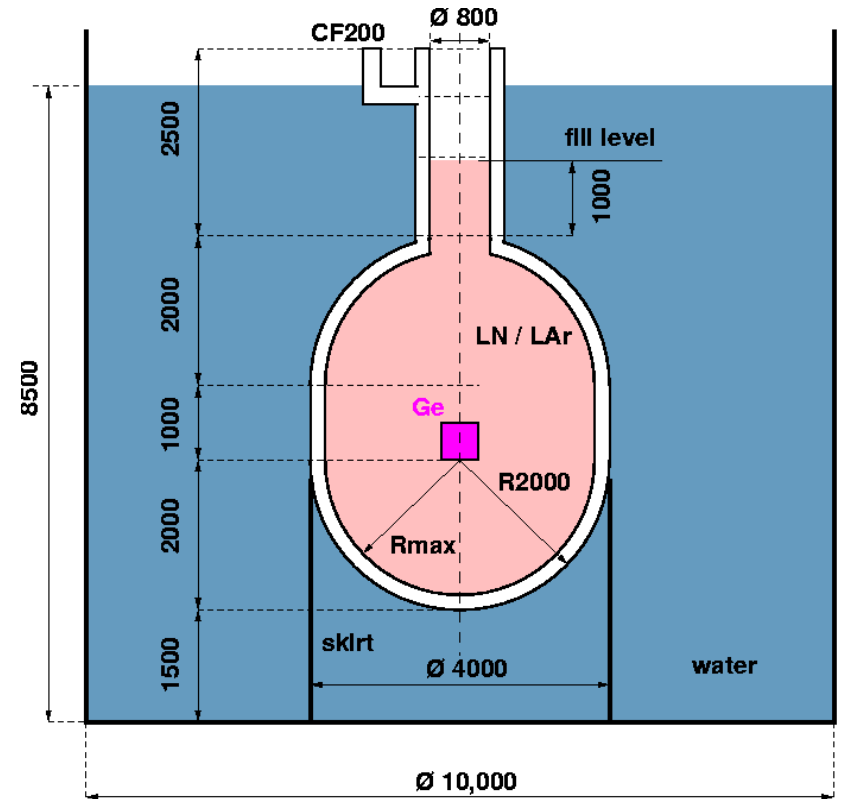 Ø 800
CF200
2500
fill level
1000
2000
LN / LAr
8500
1000
Ge
R2000
2000
Rmax
1500
skirt
Ø 4000
water
Ø 10,000